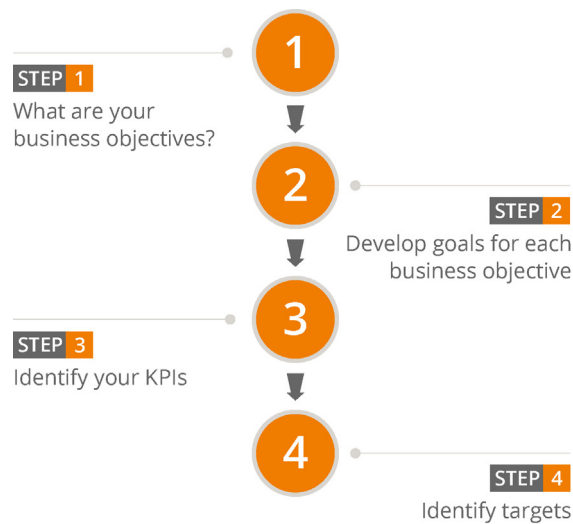 1
STEP 1
What are your
business objectives?
2
STEP 2
Develop goals for each
business objective
3
STEP 3
Identify your KPIs
4
STEP 4
Identify targets